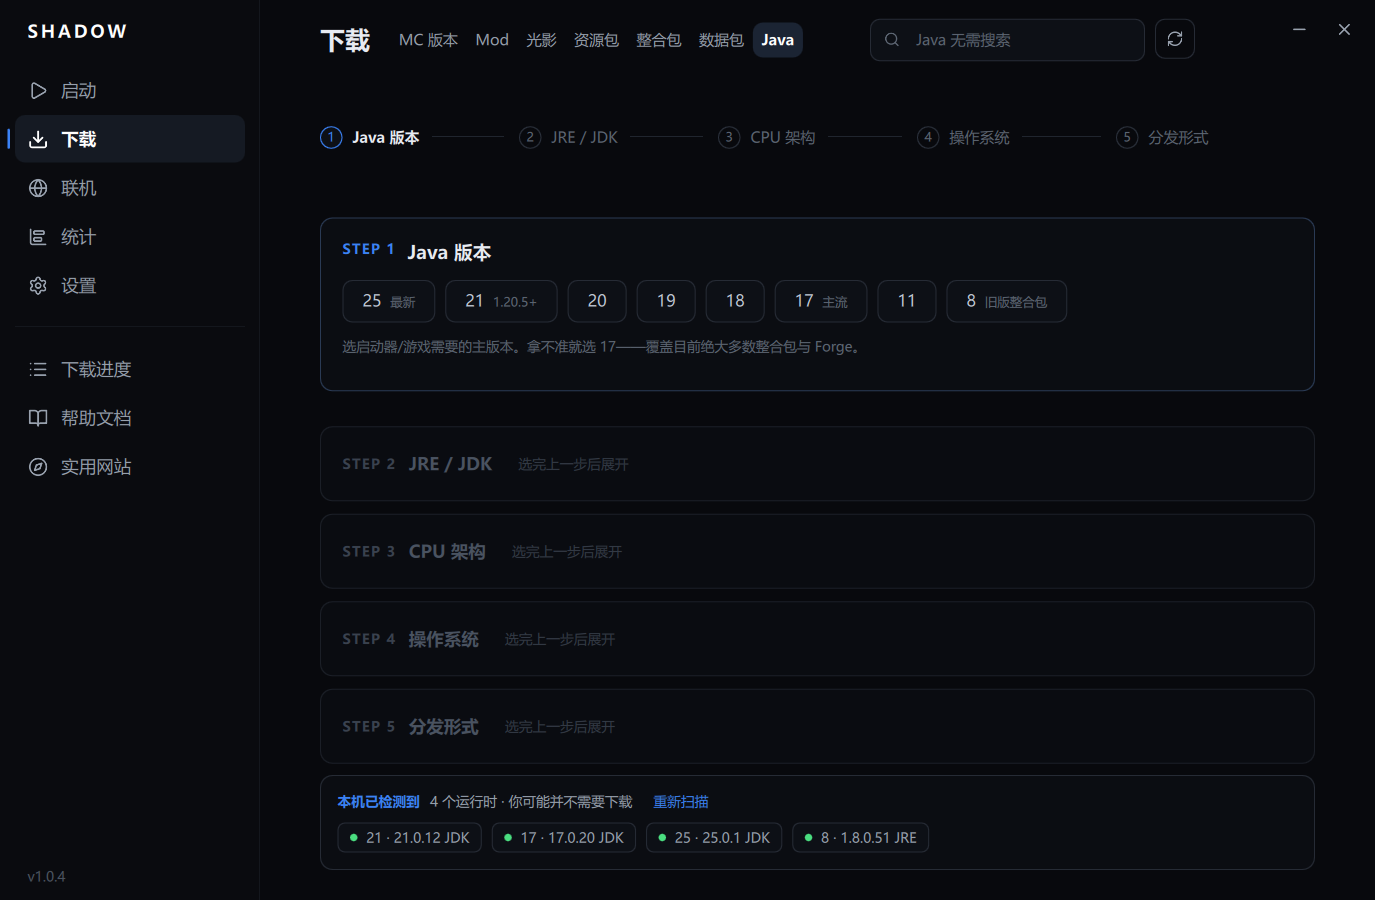 SHADOW
启动
下载
联机
统计
设置
下载进度
帮助文档
实用网站
v1.0.4
下载 MC 版本 Mod 光影 资源包 整合包 数据包 Java
Java 无需搜索
1 Java 版本 2 JRE / JDK 3 CPU 架构 4 操作系统 5 分发形式
STEP 1 Java 版本
25 最新 21 1.20.5+ 20 19 18 17 主流 11 8 旧版整合包
选启动器/游戏需要的主版本。拿不准就选 17——覆盖目前绝大多数整合包与 Forge。
STEP 2 JRE / JDK 选完上一步后展开
STEP 3 CPU 架构 选完上一步后展开
STEP 4 操作系统 选完上一步后展开
STEP 5 分发形式 选完上一步后展开
本机已检测到 4 个运行时 · 你可能并不需要下载 重新扫描
21 · 21.0.12 JDK 17 · 17.0.20 JDK 25 · 25.0.1 JDK 8 · 1.8.0.51 JRE